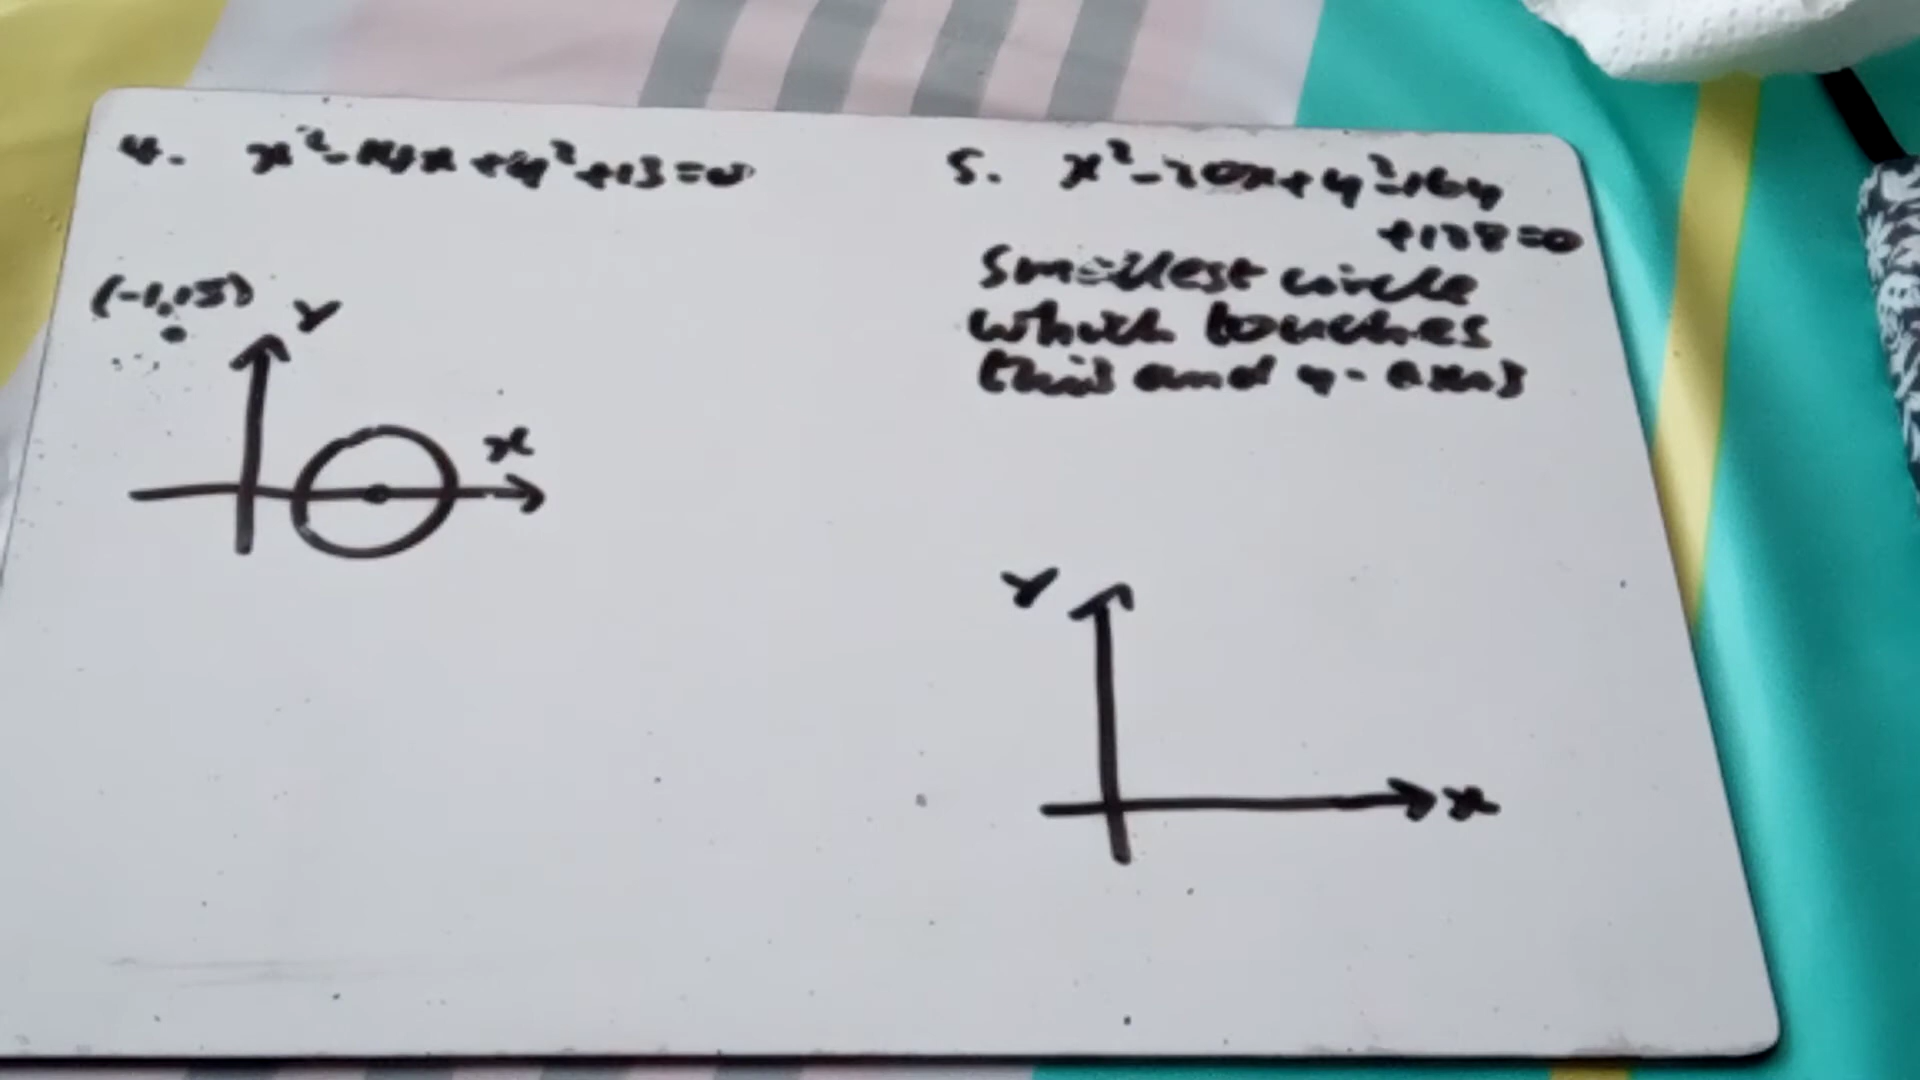 4. x² - 14x + y² + 13 = 0
(-1,15)
Y
x
5. x² - 20x + y² - 16y
+128=0
Smallest circle
which touches
this and y-axis
Y
x